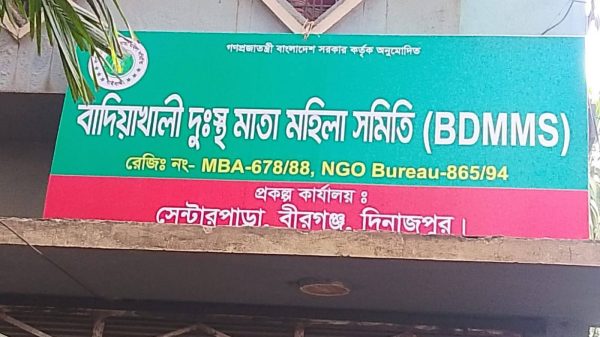 গণপ্রজাতন্ত্রী বাংলাদেশ সরকার কর্তৃক অনুমোদিত
বাদিয়াখালী দুঃস্থ মাতা মহিলা সমিতি (BDMMS)
রেজিঃ নং- MBA-678/88, NGO Bureau-865/94
প্রকল্প কার্যালয় ঃ
সেন্টারপাড়া, বীরগঞ্জ, দিনাজপুর।